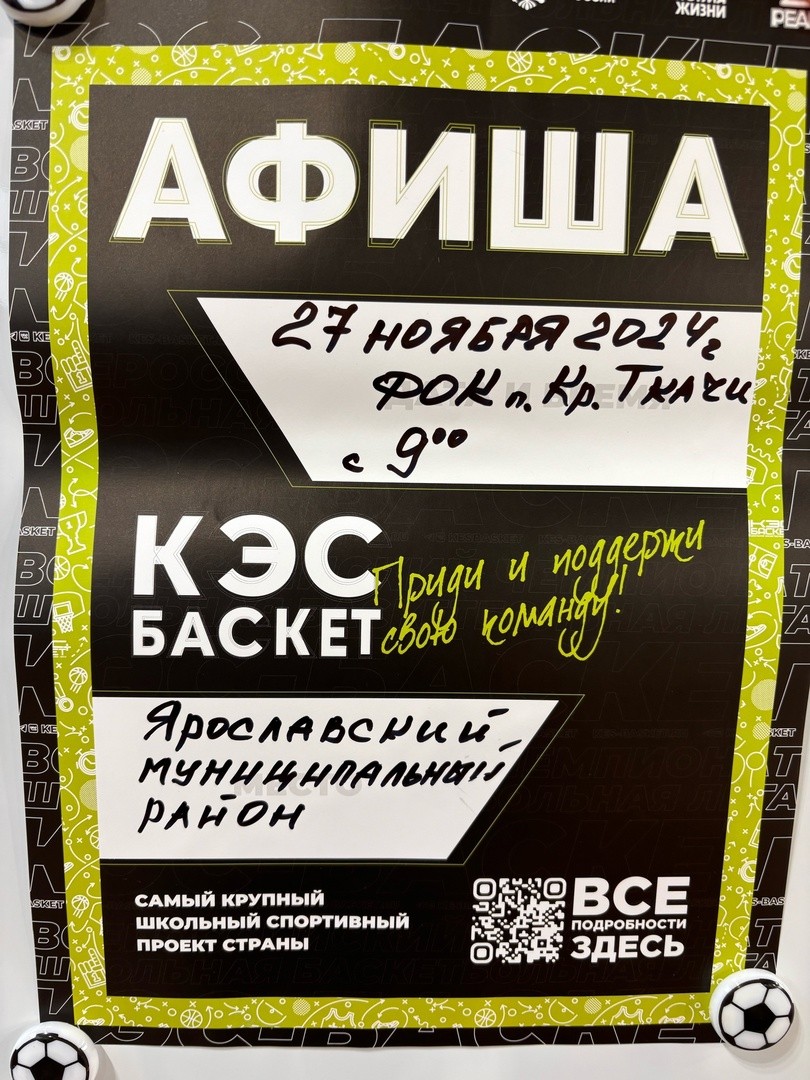 ЖИЗНИ
АФИША
27 НОЯБРЯ 2024г
ФОК п. Кр. Ткачи
с 9⁰⁰
КЭС
БАСКЕТ
Приди и поддержи
свою команду!
Ярославский
муниципальный
район
САМЫЙ КРУПНЫЙ
ШКОЛЬНЫЙ СПОРТИВНЫЙ
ПРОЕКТ СТРАНЫ
ВСЕ
ПОДРОБНОСТИ
ЗДЕСЬ